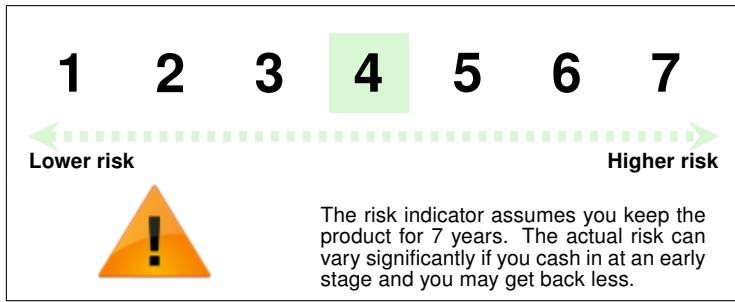 1 2 3 4 5 6 7
Lower risk Higher risk
!
The risk indicator assumes you keep the
product for 7 years. The actual risk can
vary significantly if you cash in at an early
stage and you may get back less.